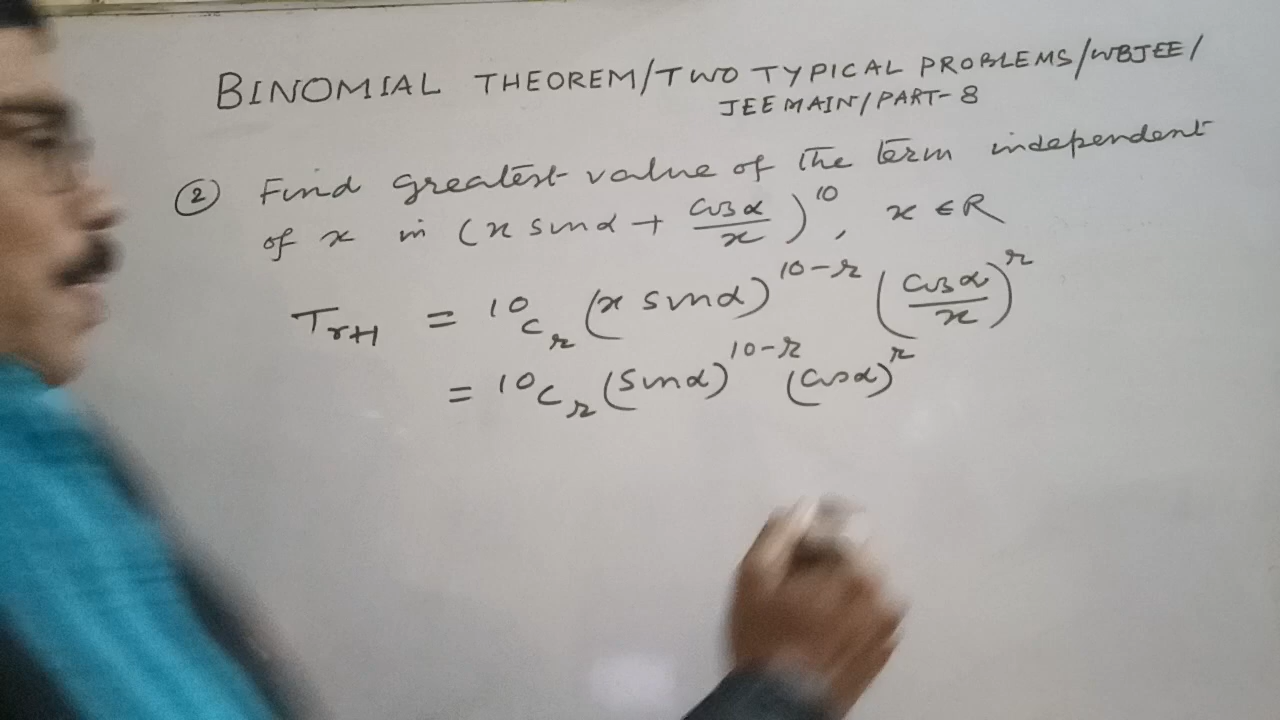 BINOMIAL THEOREM/TWO TYPICAL PROBLEMS/WBJEE/
JEE MAIN/PART-8
② Find greatest value of the term independent
of x in (x sinα + cosα/x)^10, x ∈ R
T_{r+1} = ^10C_r (x sinα)^{10-r} (cosα/x)^r
= ^10C_r (sinα)^{10-r} (cosα)^r